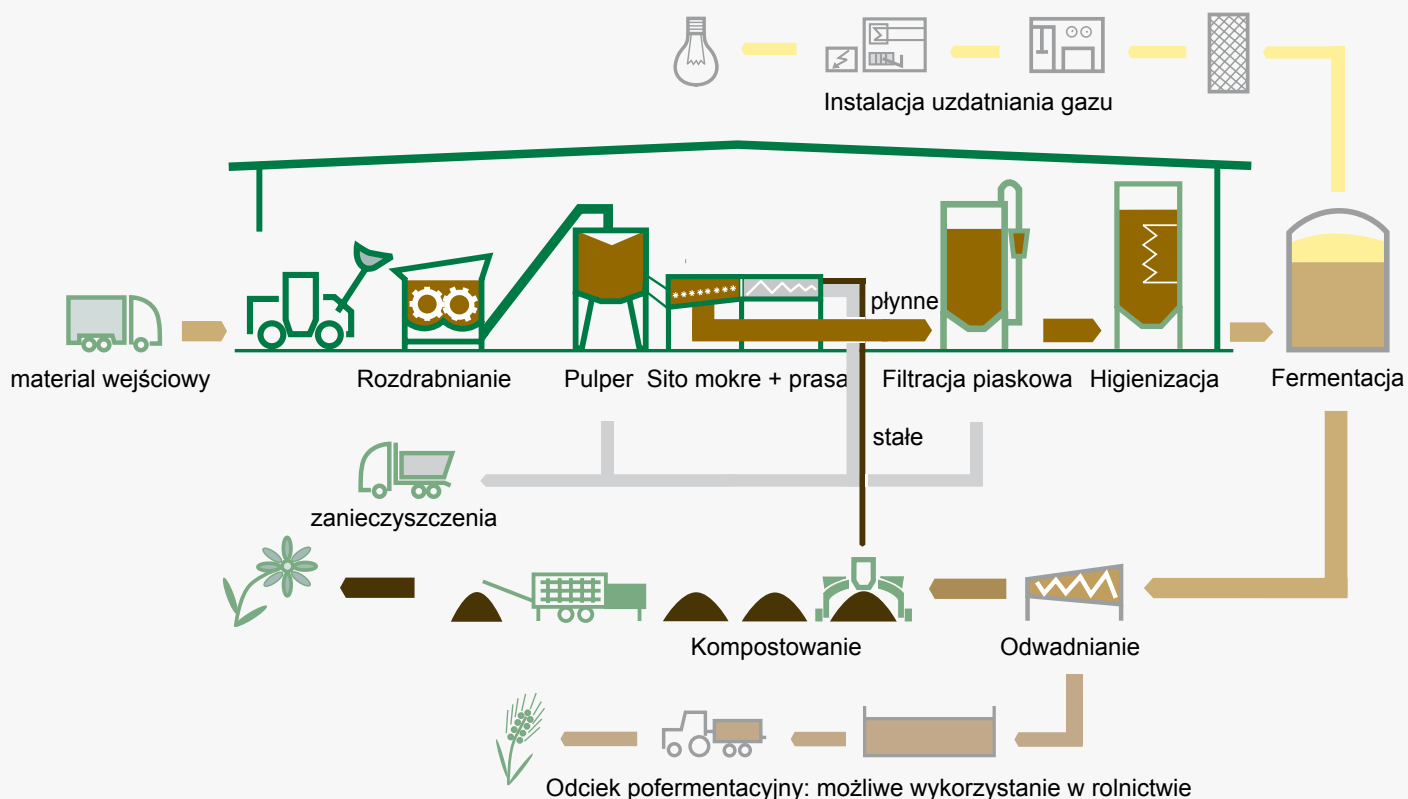 Instalacja uzdatniania gazu
płynne
material wejściowy
Rozdrabnianie
Pulper
Sito mokre + prasa
Filtracja piaskowa
Higienizacja
Fermentacja
stałe
zanieczyszczenia
Kompostowanie
Odwadnianie
Odciek pofermentacyjny: możliwe wykorzystanie w rolnictwie